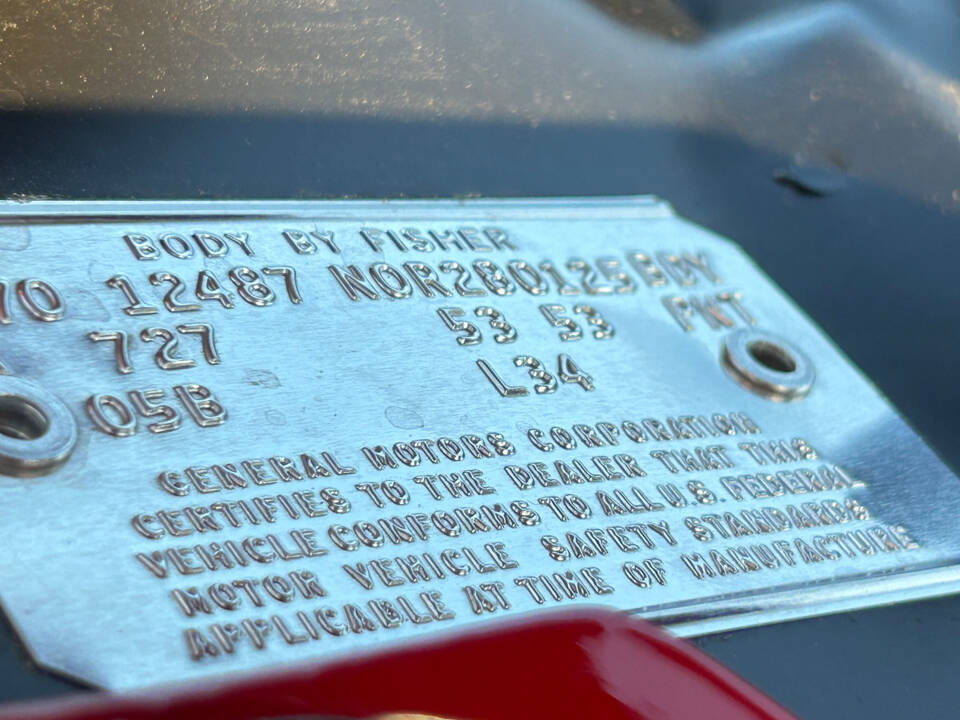 BODY BY FISHER
70 12487 NOR280125 BDY
727 53 53 PNT
05B L34
GENERAL MOTORS CORPORATION
CERTIFIES TO THE DEALER THAT THIS
VEHICLE CONFORMS TO ALL U.S. FEDERAL
MOTOR VEHICLE SAFETY STANDARDS
APPLICABLE AT TIME OF MANUFACTURE